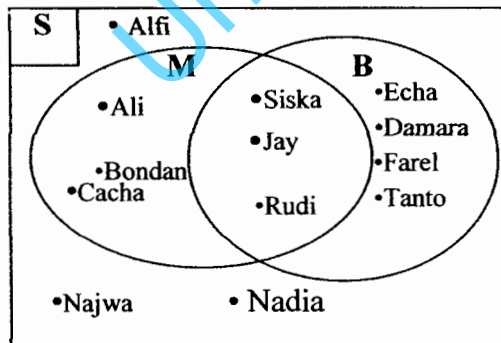 S
•Alfi
M
B
•Ali
•Siska
•Echa
•Jay
•Damara
•Bondan
•Farel
•Cacha
•Rudi
•Tanto
•Najwa
•Nadia